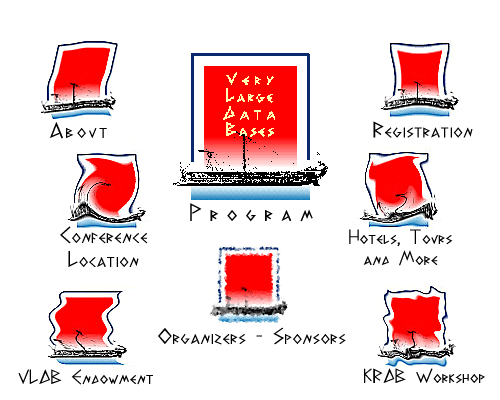 Very
Large
Data
Bases
About
Registration
Program
Conference
Location
Hotels, Tours
and More
Organizers - Sponsors
VLDB Endowment
KRDB Workshop